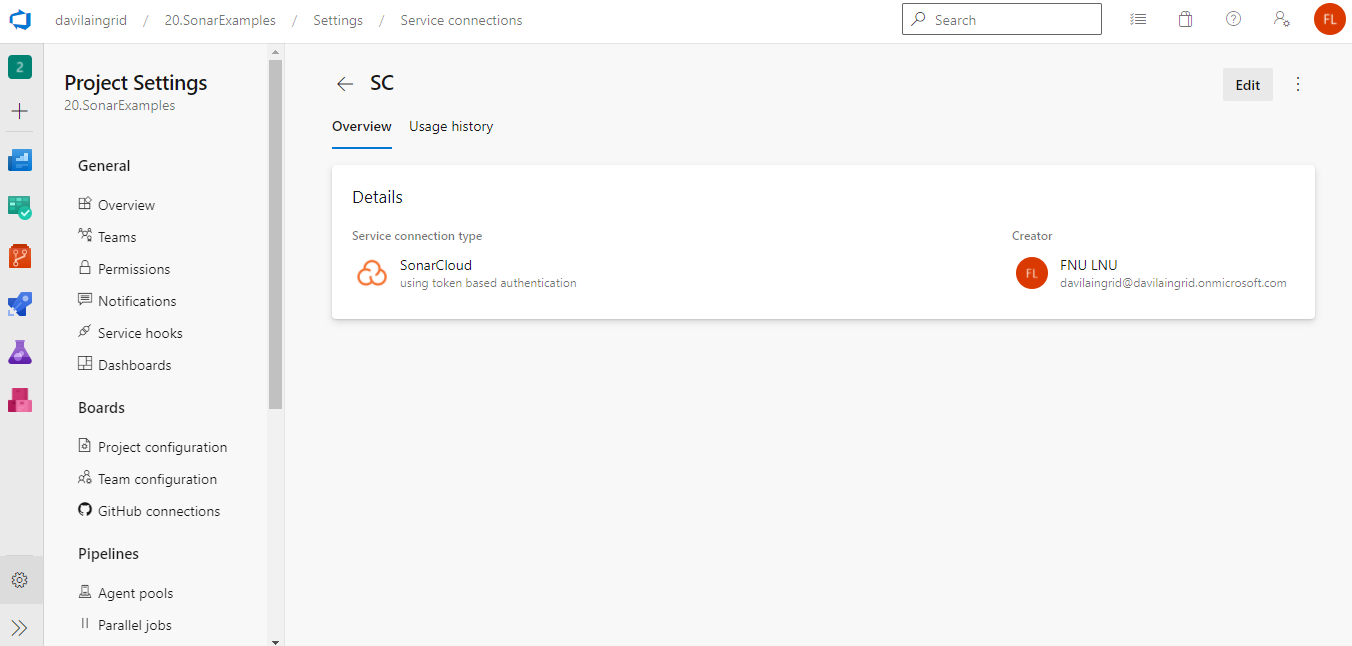 davilaingrid / 20.SonarExamples / Settings / Service connections
Search
FL
2
Project Settings
20.SonarExamples
General
Overview
Teams
Permissions
Notifications
Service hooks
Dashboards
Boards
Project configuration
Team configuration
GitHub connections
Pipelines
Agent pools
Parallel jobs
SC
Edit
Overview
Usage history
Details
Service connection type
SonarCloud
using token based authentication
Creator
FL
FNU LNU
davilaingrid@davilaingrid.onmicrosoft.com